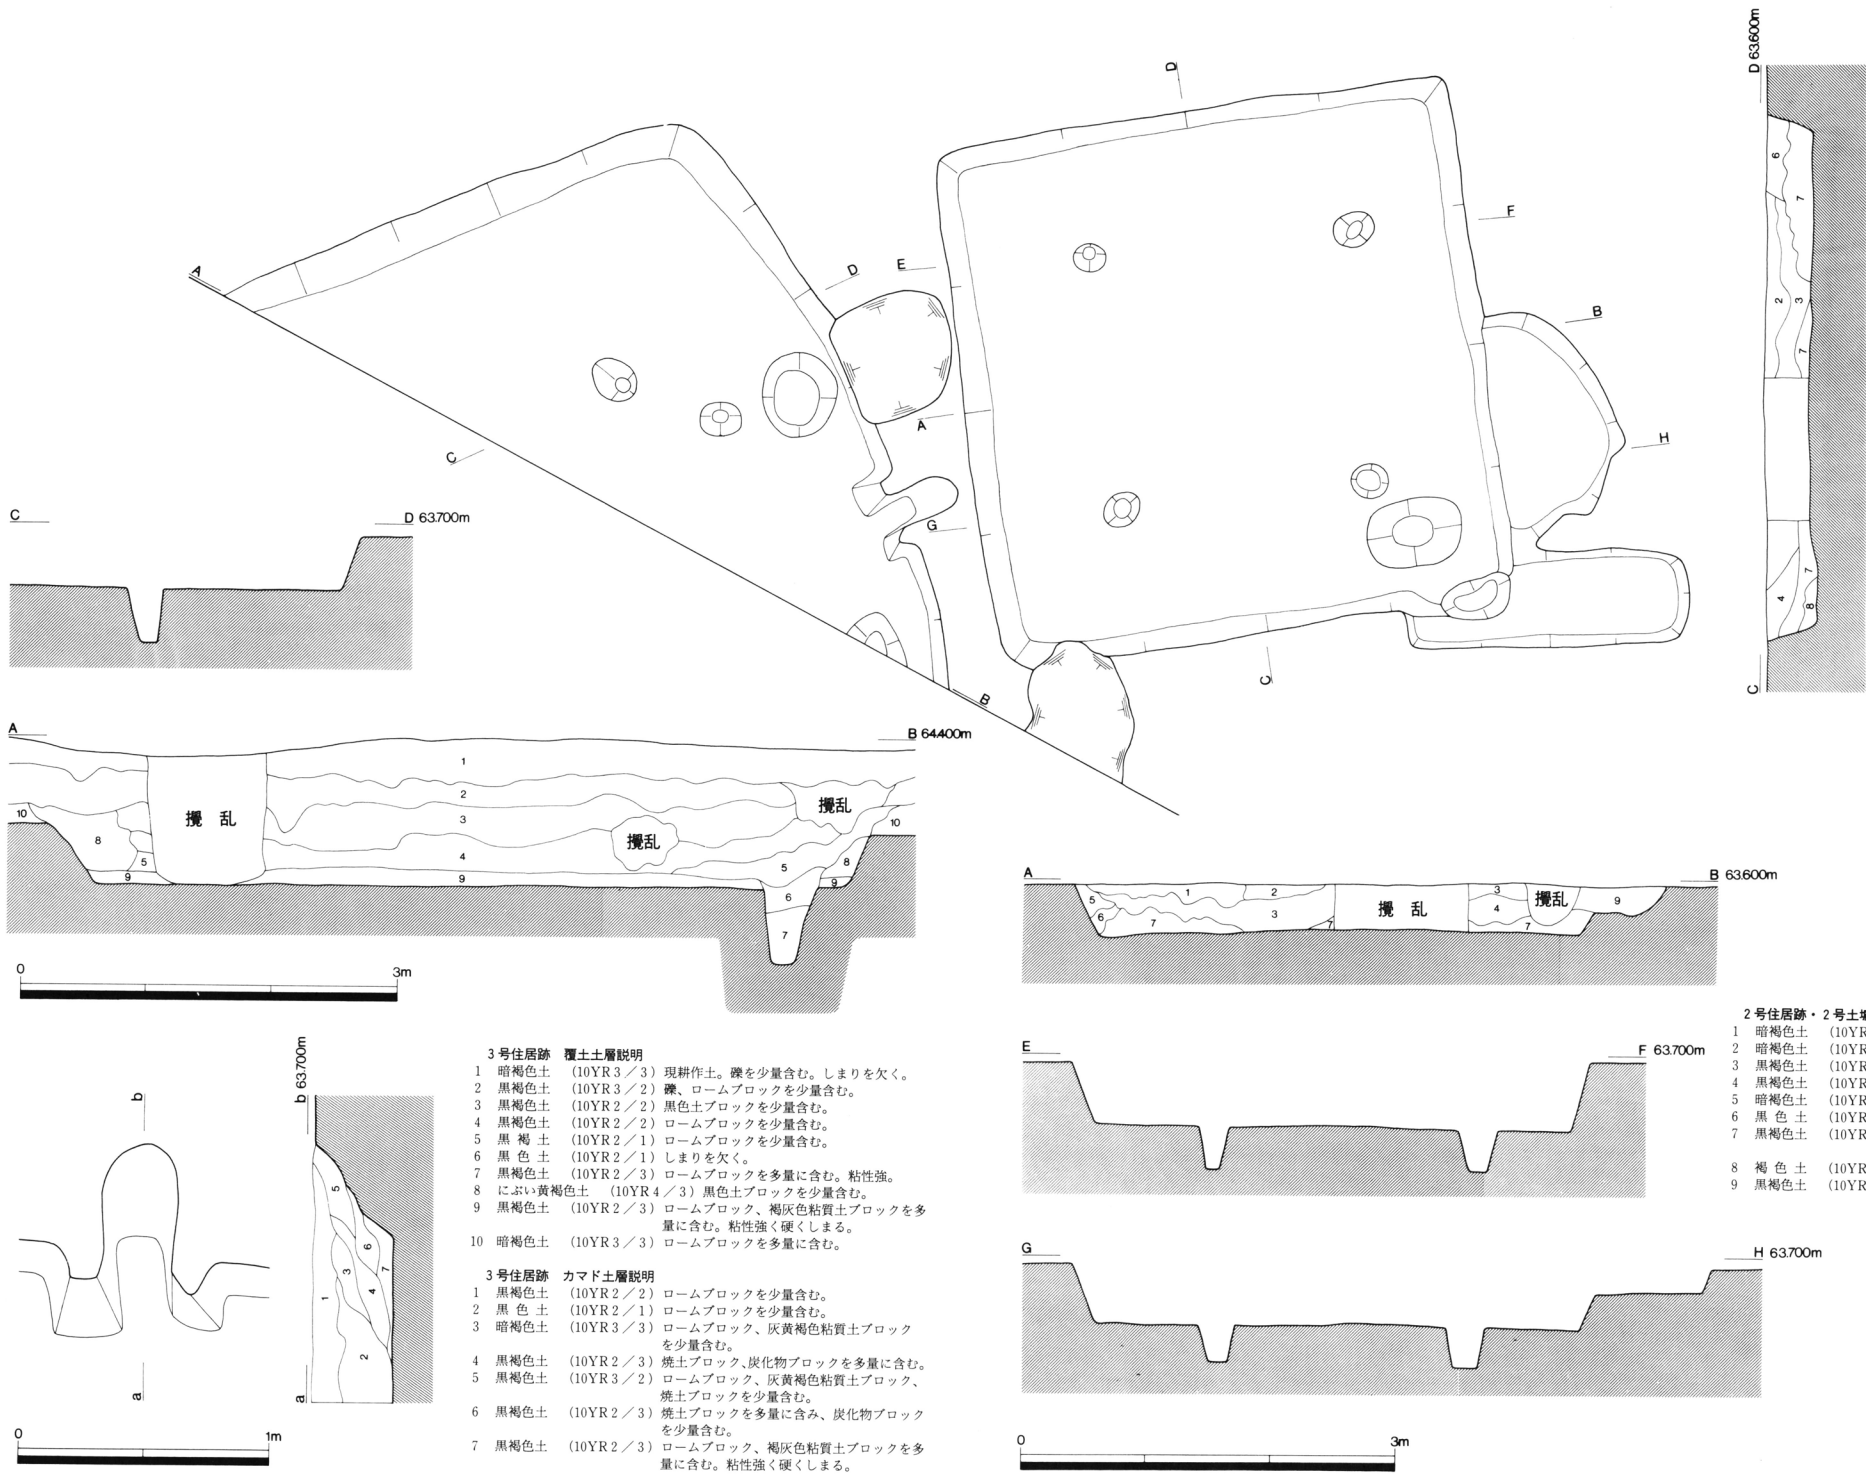 D 63.600m
6
7
2
3
7
4
7
8
C
D
F
B
H
E
A
G
C
A
D
C
B
C
D 63.700m
A
B 64.400m
1
2
3
4
5
6
7
8
9
10
8
5
9
9
10
攪 乱
攪乱
攪乱
0 3m
b
a
b 63.700m
a
5
6
7
3
4
1
2
0 1m
3号住居跡 覆土土層説明
1 暗褐色土 (10YR3/3)現耕作土。礫を少量含む。しまりを欠く。
2 黒褐色土 (10YR3/2)礫、ロームブロックを少量含む。
3 黒褐色土 (10YR2/2)黒色土ブロックを少量含む。
4 黒褐色土 (10YR2/2)ロームブロックを少量含む。
5 黒褐土 (10YR2/1)ロームブロックを少量含む。
6 黒色土 (10YR2/1)しまりを欠く。
7 黒褐色土 (10YR2/3)ロームブロックを多量に含む。粘性強。
8 にぶい黄褐色土 (10YR4/3)黒色土ブロックを少量含む。
9 黒褐色土 (10YR2/3)ロームブロック、褐灰色粘質土ブロックを多
量に含む。粘性強く硬くしまる。
10 暗褐色土 (10YR3/3)ロームブロックを多量に含む。
3号住居跡 カマド土層説明
1 黒褐色土 (10YR2/2)ロームブロックを少量含む。
2 黒色土 (10YR2/1)ロームブロックを少量含む。
3 暗褐色土 (10YR3/3)ロームブロック、灰黄褐色粘質土ブロック
を少量含む。
4 黒褐色土 (10YR2/3)焼土ブロック、炭化物ブロックを多量に含む。
5 黒褐色土 (10YR3/2)ロームブロック、灰黄褐色粘質土ブロック、
焼土ブロックを少量含む。
6 黒褐色土 (10YR2/3)焼土ブロックを多量に含み、炭化物ブロック
を少量含む。
7 黒褐色土 (10YR2/3)ロームブロック、褐灰色粘質土ブロックを多
量に含む。粘性強く硬くしまる。
A
B 63.600m
1
2
3
5
6
7
3
7
4
7
9
攪 乱
攪乱
E
F 63.700m
G
H 63.700m
0 3m
2号住居跡・2号土
1 暗褐色土 (10YR
2 暗褐色土 (10YR
3 黒褐色土 (10YR
4 黒褐色土 (10YR
5 暗褐色土 (10YR
6 黒色土 (10YR
7 黒褐色土 (10YR
8 褐色土 (10YR
9 黒褐色土 (10YR